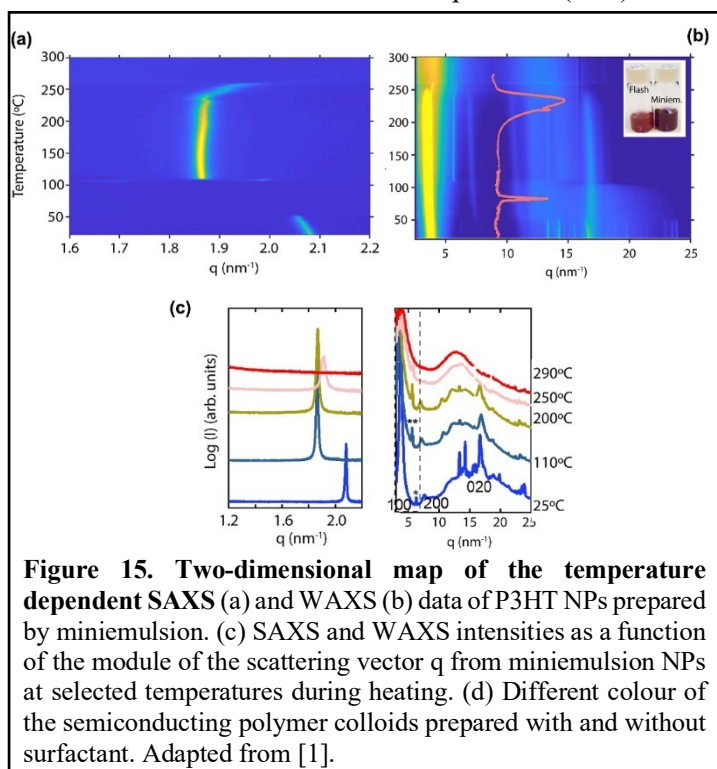 (a)
(b)
300
250
200
150
100
50
Temperature (ºC)
1.6 1.7 1.8 1.9 2.0 2.1 2.2
q (nm⁻¹)
300
250
200
150
100
50
5 10 15 20 25
q (nm⁻¹)
Flash
Miniem.
(c)
Log (I) (arb. units)
1.2 1.6 2.0
q (nm⁻¹)
290ºC
250ºC
200ºC
110ºC
25ºC
**
*
100 200 020
5 10 15 20 25
q (nm⁻¹)
Figure 15. Two-dimensional map of the temperature
dependent SAXS (a) and WAXS (b) data of P3HT NPs prepared
by miniemulsion. (c) SAXS and WAXS intensities as a function
of the module of the scattering vector q from miniemulsion NPs
at selected temperatures during heating. (d) Different colour of
the semiconducting polymer colloids prepared with and without
surfactant. Adapted from [1].